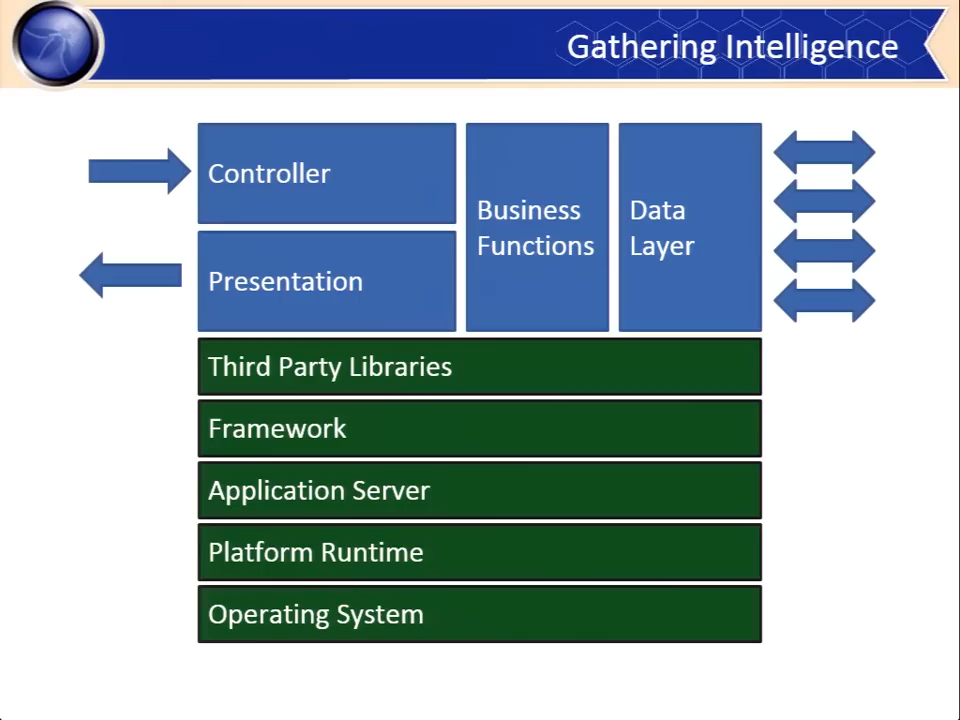 Gathering Intelligence
Controller
Presentation
Business
Functions
Data
Layer
Third Party Libraries
Framework
Application Server
Platform Runtime
Operating System